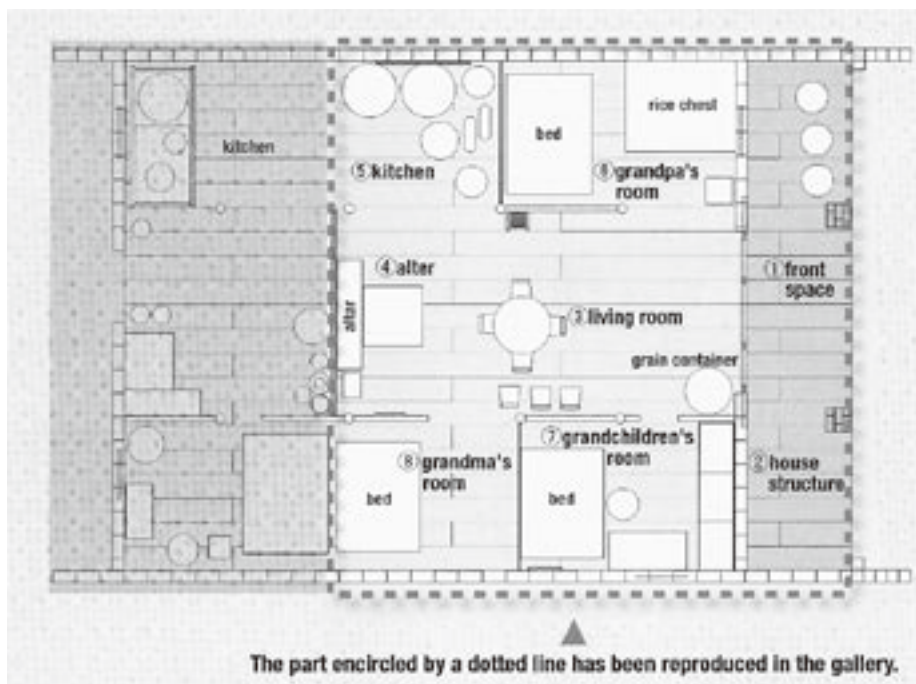 kitchen
⑤kitchen
bed
rice chest
⑥grandpa's
room
④alter
altar
③living room
①front
space
grain container
⑦grandchildren's
room
⑧grandma's
room
bed
bed
②house
structure
The part encircled by a dotted line has been reproduced in the gallery.